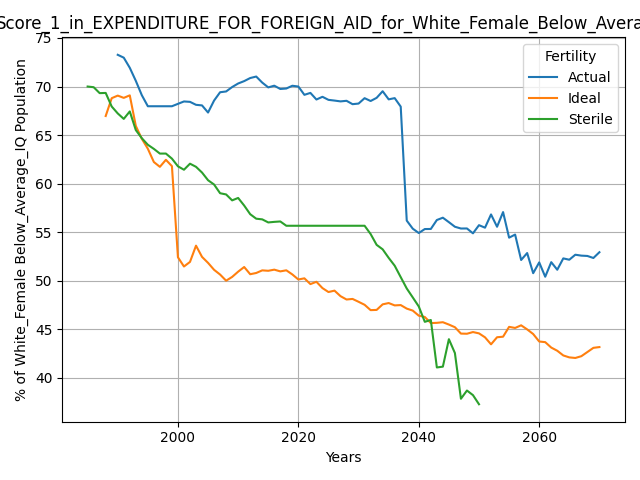 Score_1_in_EXPENDITURE_FOR_FOREIGN_AID_for_White_Female_Below_Avera
75
70
65
60
55
50
45
40
% of White_Female Below_Average_IQ Population
Fertility
Actual
Ideal
Sterile
2000
2020
2040
2060
Years